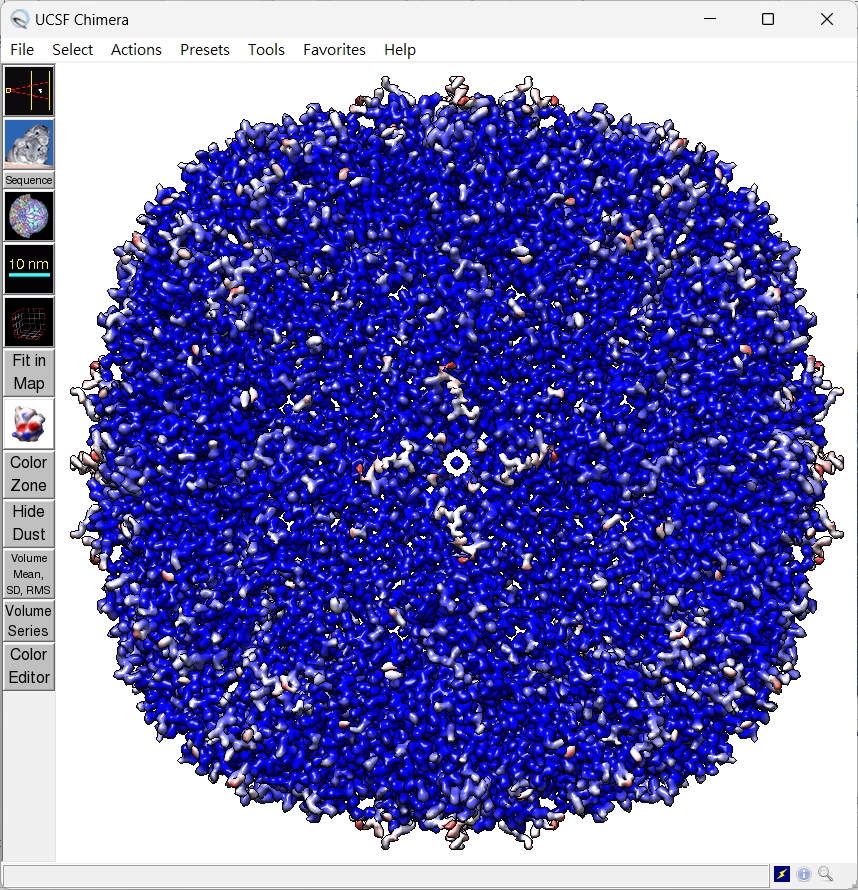 UCSF Chimera
File Select Actions Presets Tools Favorites Help
Sequence
10 nm
Fit in
Map
Color
Zone
Hide
Dust
Volume
Mean,
SD, RMS
Volume
Series
Color
Editor